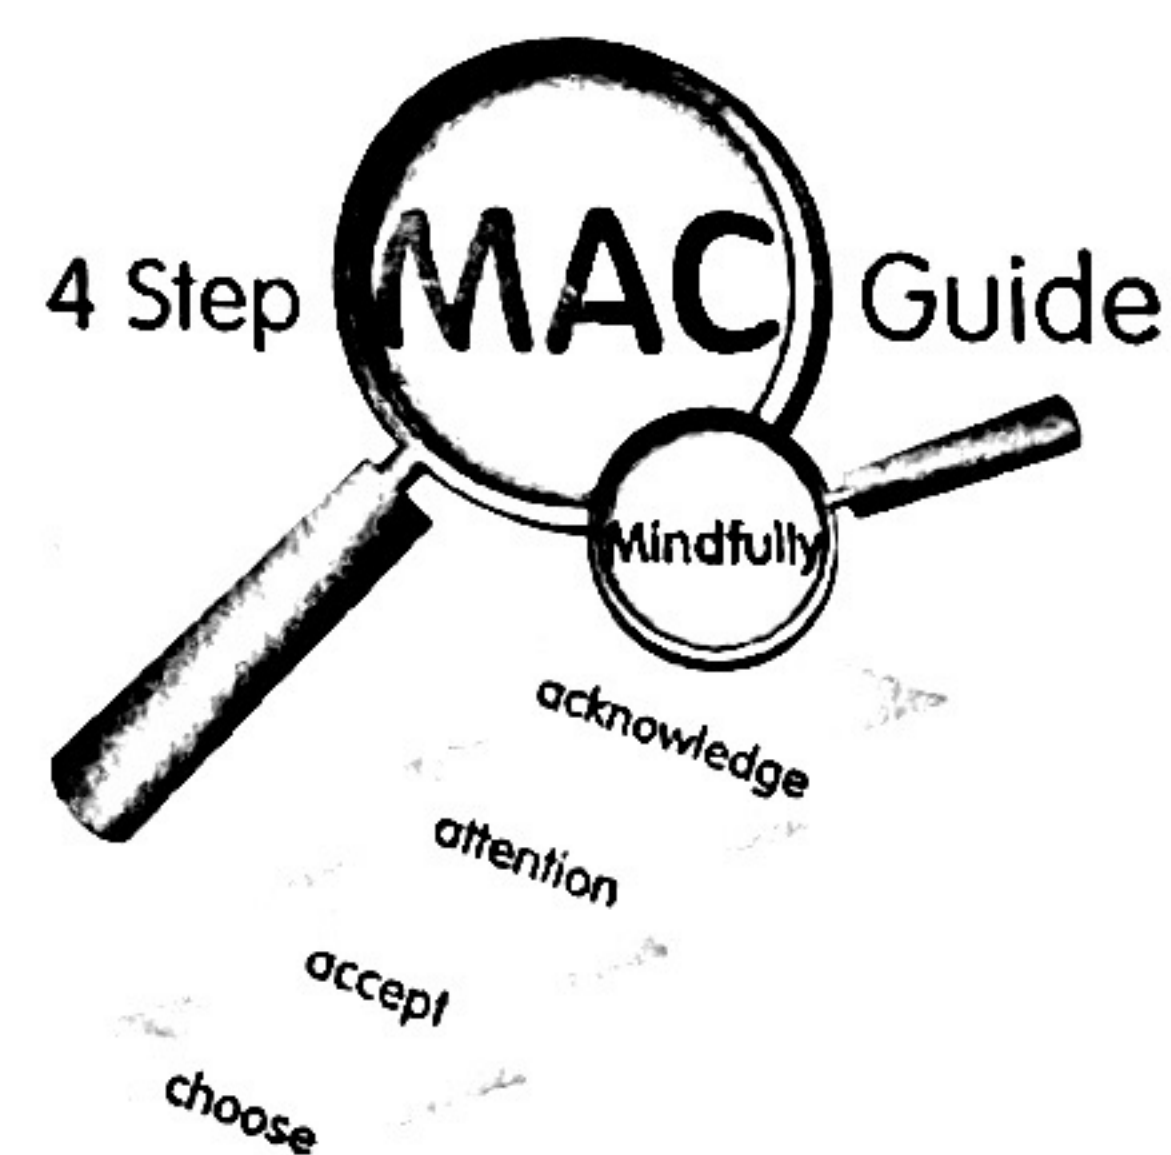 4 Step MAC Guide
Mindfully
acknowledge
attention
accept
choose